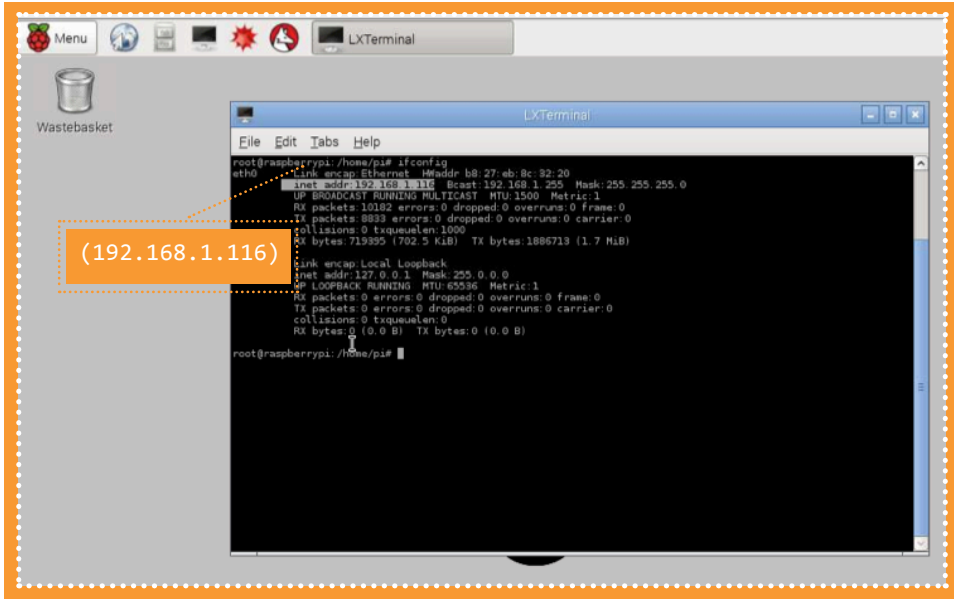 Menu
LXTerminal
Wastebasket
LXTerminal
File Edit Tabs Help
root@raspberrypi:/home/pi# ifconfig
eth0 Link encap:Ethernet HWaddr b8:27:eb:8c:32:20
inet addr:192.168.1.116 Bcast:192.168.1.255 Mask:255.255.255.0
UP BROADCAST RUNNING MULTICAST MTU:1500 Metric:1
RX packets:10182 errors:0 dropped:0 overruns:0 frame:0
TX packets:8833 errors:0 dropped:0 overruns:0 carrier:0
collisions:0 txqueuelen:1000
RX bytes:719395 (702.5 KiB) TX bytes:1886713 (1.7 MiB)
(192.168.1.116)
Link encap:Local Loopback
inet addr:127.0.0.1 Mask:255.0.0.0
UP LOOPBACK RUNNING MTU:65536 Metric:1
RX packets:0 errors:0 dropped:0 overruns:0 frame:0
TX packets:0 errors:0 dropped:0 overruns:0 carrier:0
collisions:0 txqueuelen:0
RX bytes:0 (0.0 B) TX bytes:0 (0.0 B)
root@raspberrypi:/home/pi#